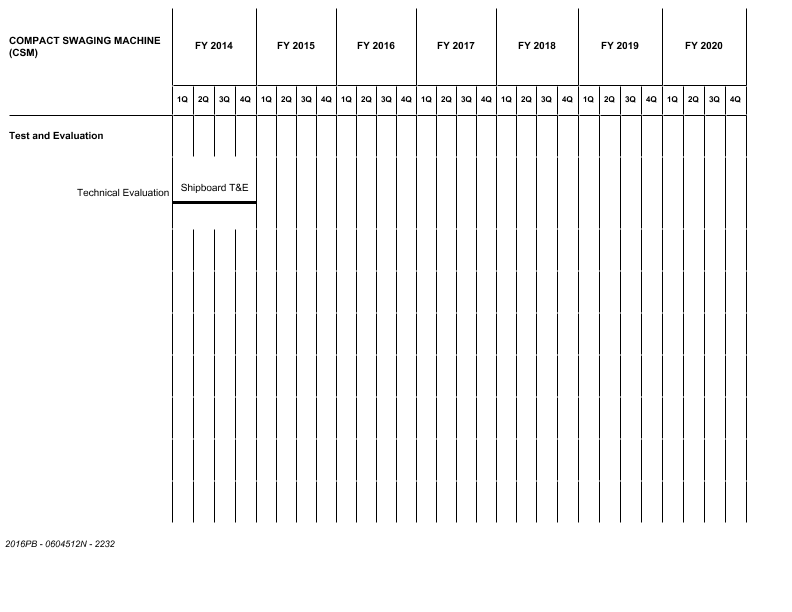 COMPACT SWAGING MACHINE
(CSM)
FY 2014 FY 2015 FY 2016 FY 2017 FY 2018 FY 2019 FY 2020
1Q 2Q 3Q 4Q 1Q 2Q 3Q 4Q 1Q 2Q 3Q 4Q 1Q 2Q 3Q 4Q 1Q 2Q 3Q 4Q 1Q 2Q 3Q 4Q 1Q 2Q 3Q 4Q
Test and Evaluation
Technical Evaluation Shipboard T&E
2016PB - 0604512N - 2232